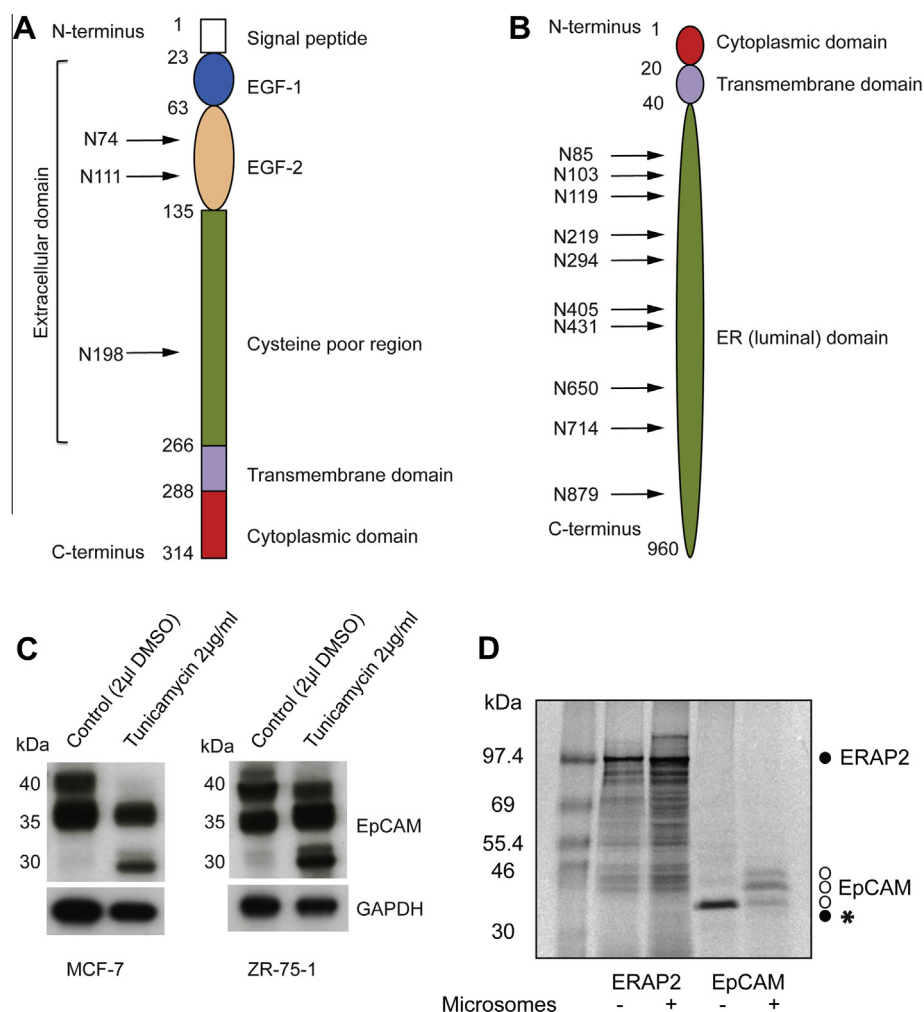 A
N-terminus 1
Signal peptide
23
EGF-1
63
N74
EGF-2
N111
135
Extracellular domain
N198
Cysteine poor region
266
Transmembrane domain
288
Cytoplasmic domain
C-terminus 314
B
N-terminus 1
Cytoplasmic domain
20
Transmembrane domain
40
N85
N103
N119
N219
N294
N405
N431
ER (luminal) domain
N650
N714
N879
C-terminus
960
C
Control (2µl DMSO)
Tunicamycin 2µg/ml
Control (2µl DMSO)
Tunicamycin 2µg/ml
kDa
40
35
30
kDa
40
35
30
EpCAM
GAPDH
MCF-7
ZR-75-1
D
kDa
97.4
ERAP2
69
55.4
46
EpCAM
*
30
ERAP2 EpCAM
Microsomes - + - +